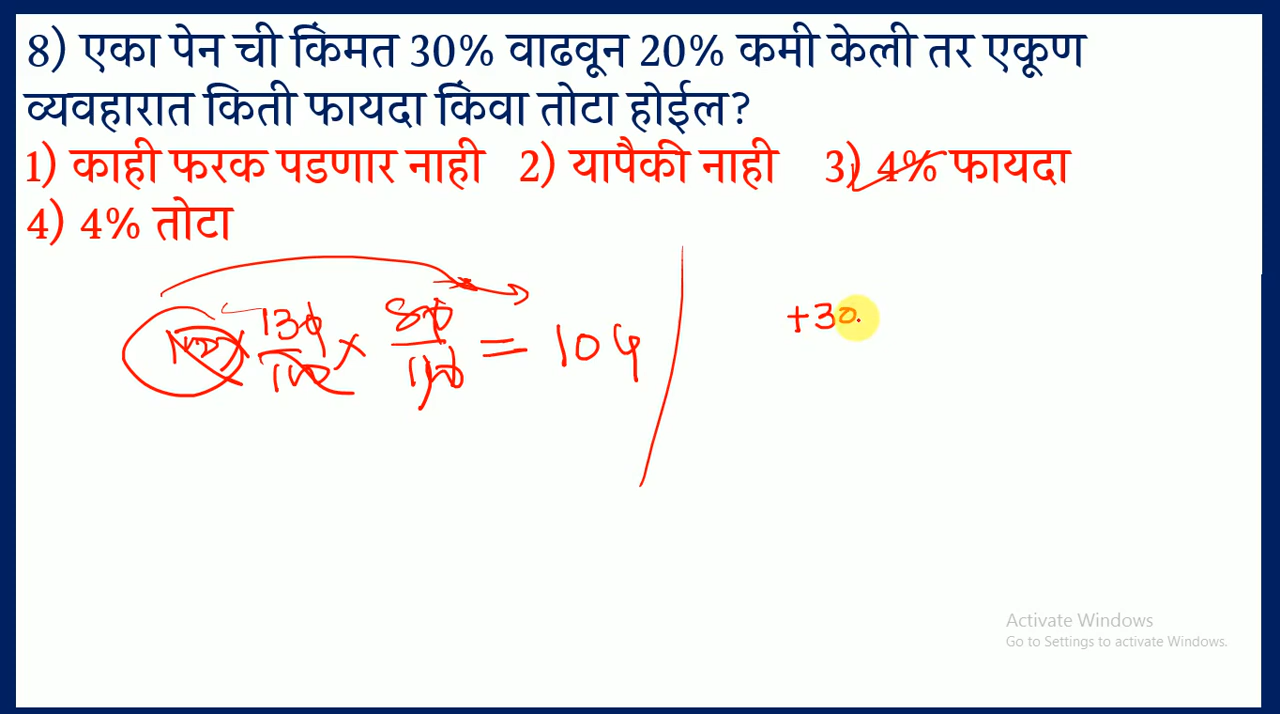 8) एका पेन ची किंमत 30% वाढवून 20% कमी केली तर एकूण
व्यवहारात किती फायदा किंवा तोटा होईल?
1) काही फरक पडणार नाही 2) यापैकी नाही 3) 4% फायदा
4) 4% तोटा
100 × 130/100 × 80/100 = 104
+30
Activate Windows
Go to Settings to activate Windows.